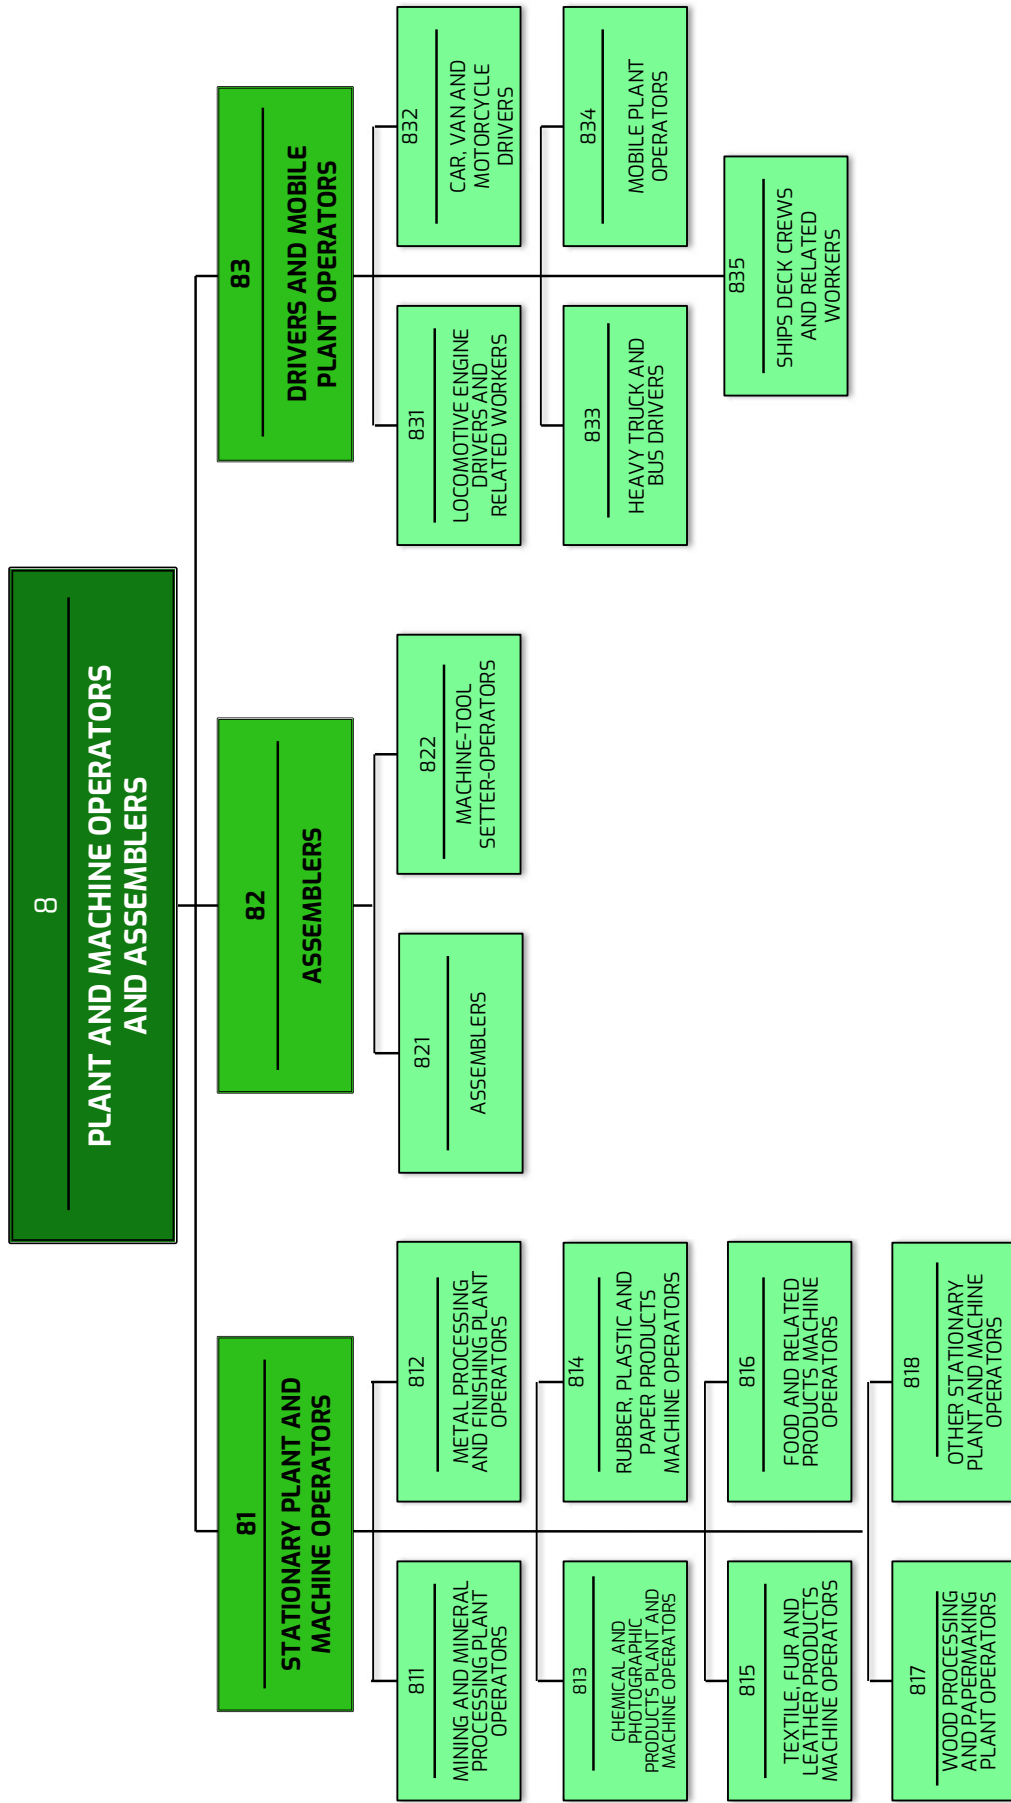 8
PLANT AND MACHINE OPERATORS
AND ASSEMBLERS
81
STATIONARY PLANT AND
MACHINE OPERATORS
811
MINING AND MINERAL
PROCESSING PLANT
OPERATORS
812
METAL PROCESSING
AND FINISHING PLANT
OPERATORS
813
CHEMICAL AND
PHOTOGRAPHIC
PRODUCTS PLANT AND
MACHINE OPERATORS
814
RUBBER, PLASTIC AND
PAPER PRODUCTS
MACHINE OPERATORS
815
TEXTILE, FUR AND
LEATHER PRODUCTS
MACHINE OPERATORS
816
FOOD AND RELATED
PRODUCTS MACHINE
OPERATORS
817
WOOD PROCESSING
AND PAPERMAKING
PLANT OPERATORS
818
OTHER STATIONARY
PLANT AND MACHINE
OPERATORS
82
ASSEMBLERS
821
ASSEMBLERS
822
MACHINE-TOOL
SETTER-OPERATORS
83
DRIVERS AND MOBILE
PLANT OPERATORS
831
LOCOMOTIVE ENGINE
DRIVERS AND
RELATED WORKERS
832
CAR, VAN AND
MOTORCYCLE
DRIVERS
833
HEAVY TRUCK AND
BUS DRIVERS
834
MOBILE PLANT
OPERATORS
835
SHIPS DECK CREWS
AND RELATED
WORKERS